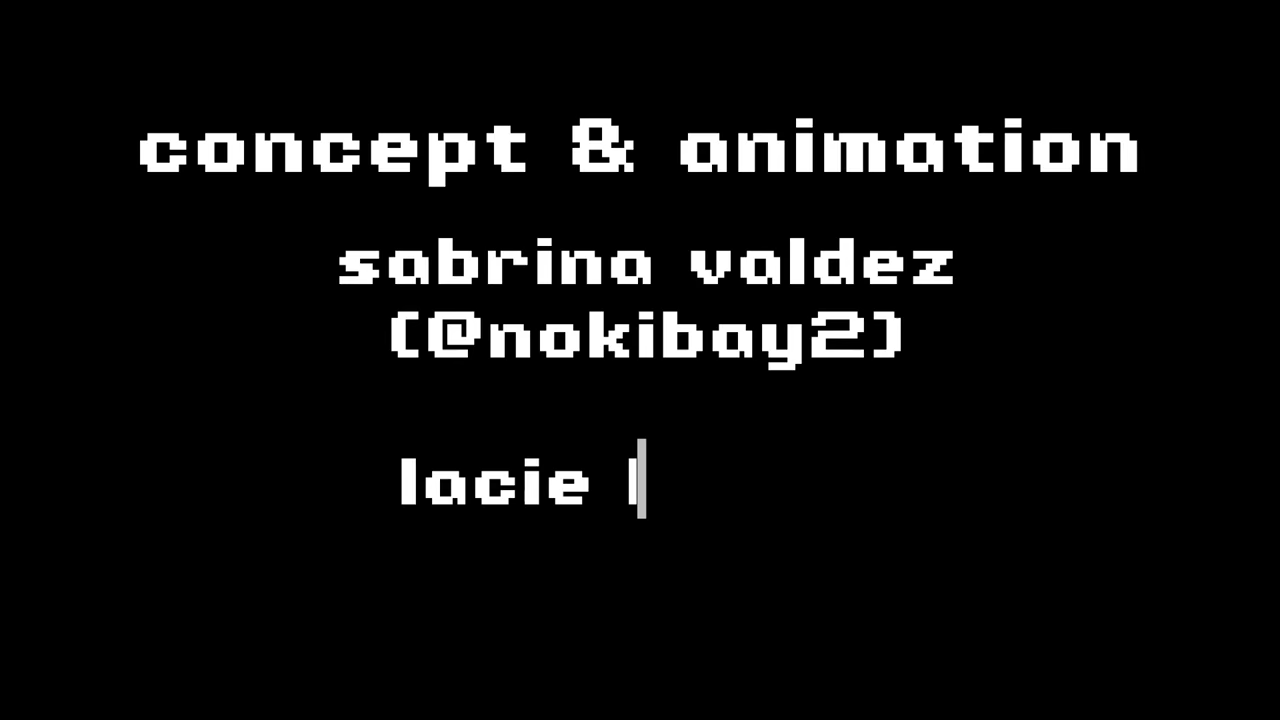 concept & animation
sabrina valdez
(@nokibay2)
lacie